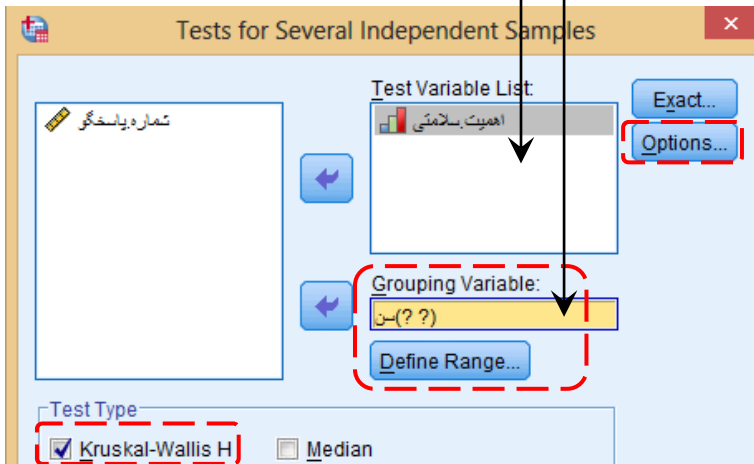 Tests for Several Independent Samples
Test Variable List:
Exact...
شماره.پاسخگو
اهمیت.سلامتی
Options...
Grouping Variable:
سن(? ?)
Define Range...
Test Type
Kruskal-Wallis H
Median